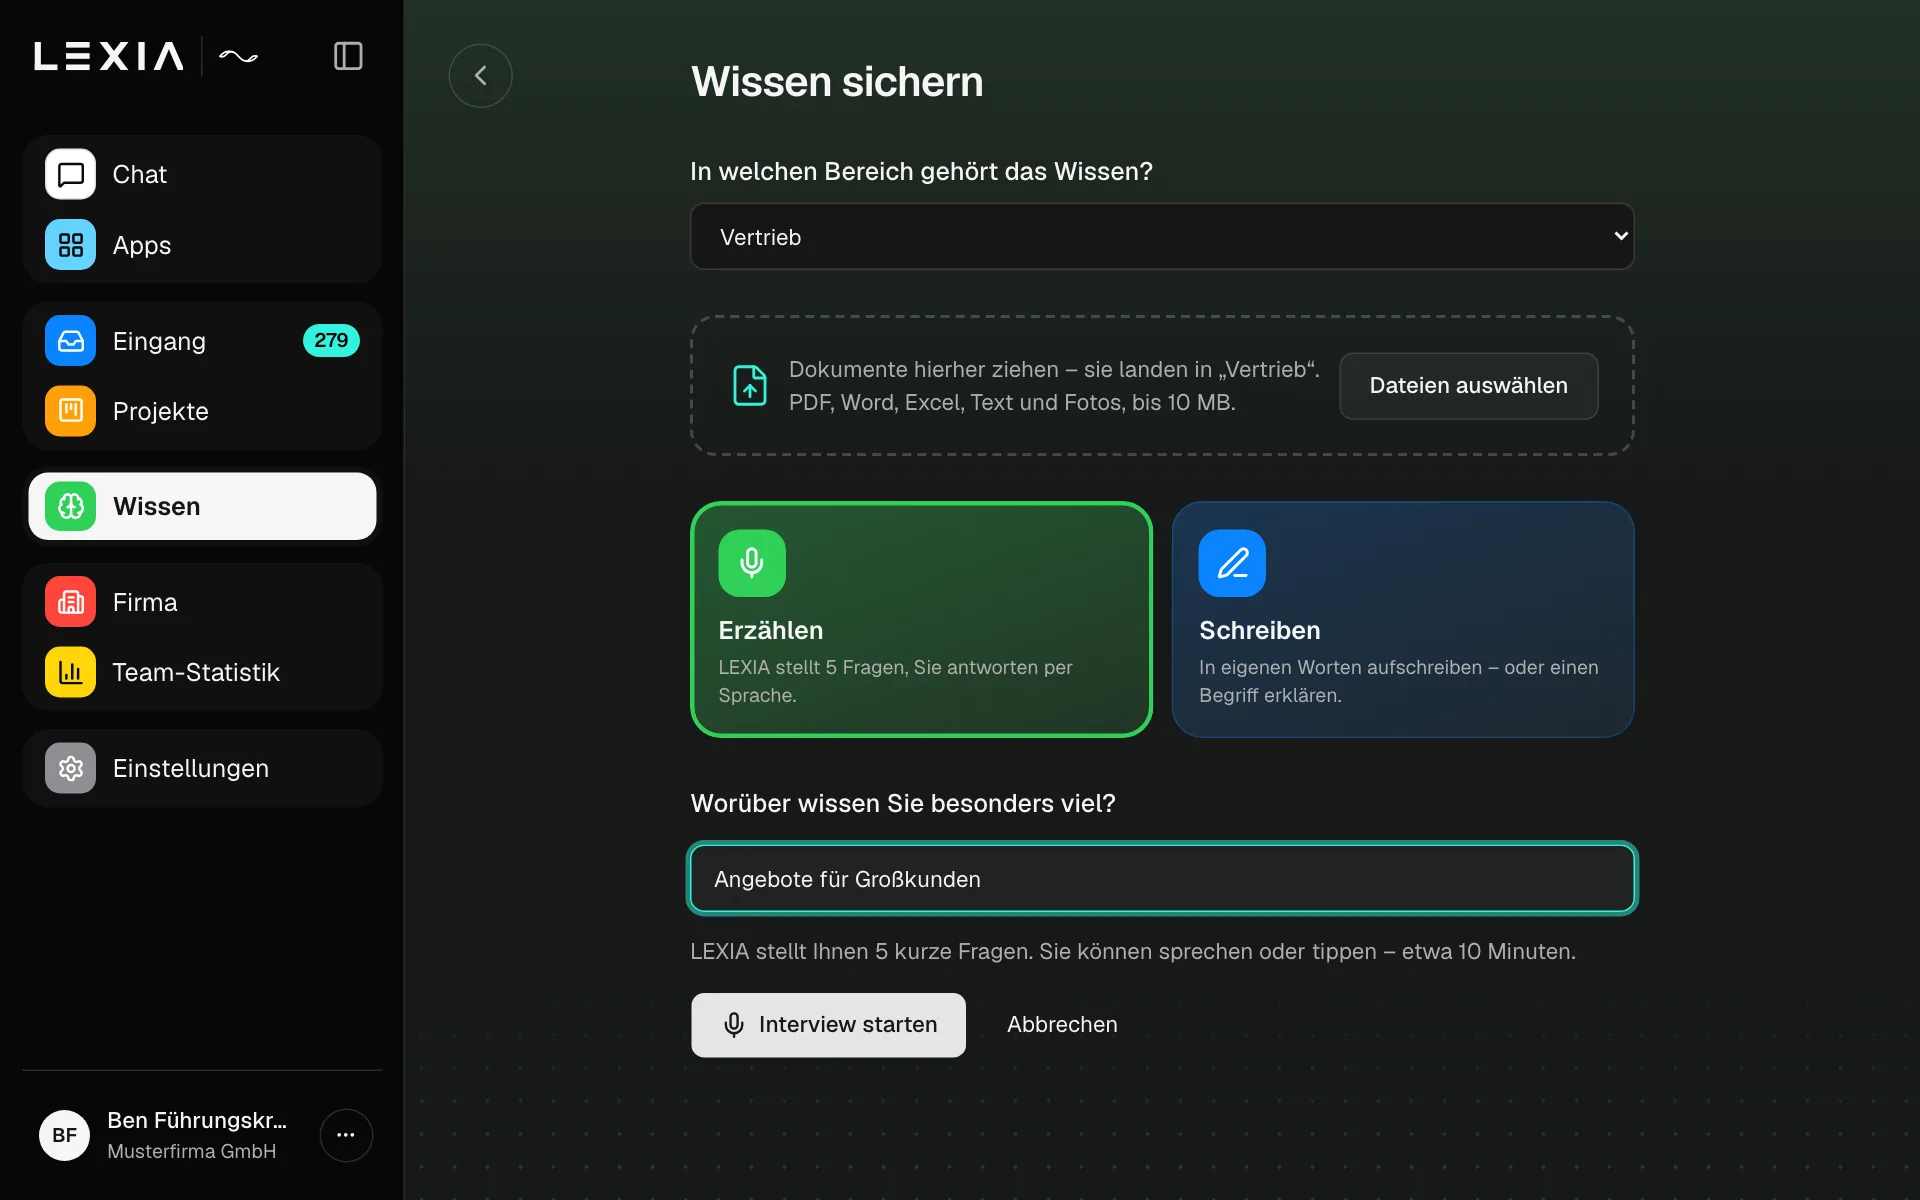 LEXIA
Chat
Apps
Eingang
279
Projekte
Wissen
Firma
Team-Statistik
Einstellungen
BF
Ben Führungskr...
Musterfirma GmbH
Wissen sichern
In welchen Bereich gehört das Wissen?
Vertrieb
Dokumente hierher ziehen – sie landen in „Vertrieb“.
PDF, Word, Excel, Text und Fotos, bis 10 MB.
Dateien auswählen
Erzählen
LEXIA stellt 5 Fragen, Sie antworten per
Sprache.
Schreiben
In eigenen Worten aufschreiben – oder einen
Begriff erklären.
Worüber wissen Sie besonders viel?
Angebote für Großkunden
LEXIA stellt Ihnen 5 kurze Fragen. Sie können sprechen oder tippen – etwa 10 Minuten.
Interview starten
Abbrechen